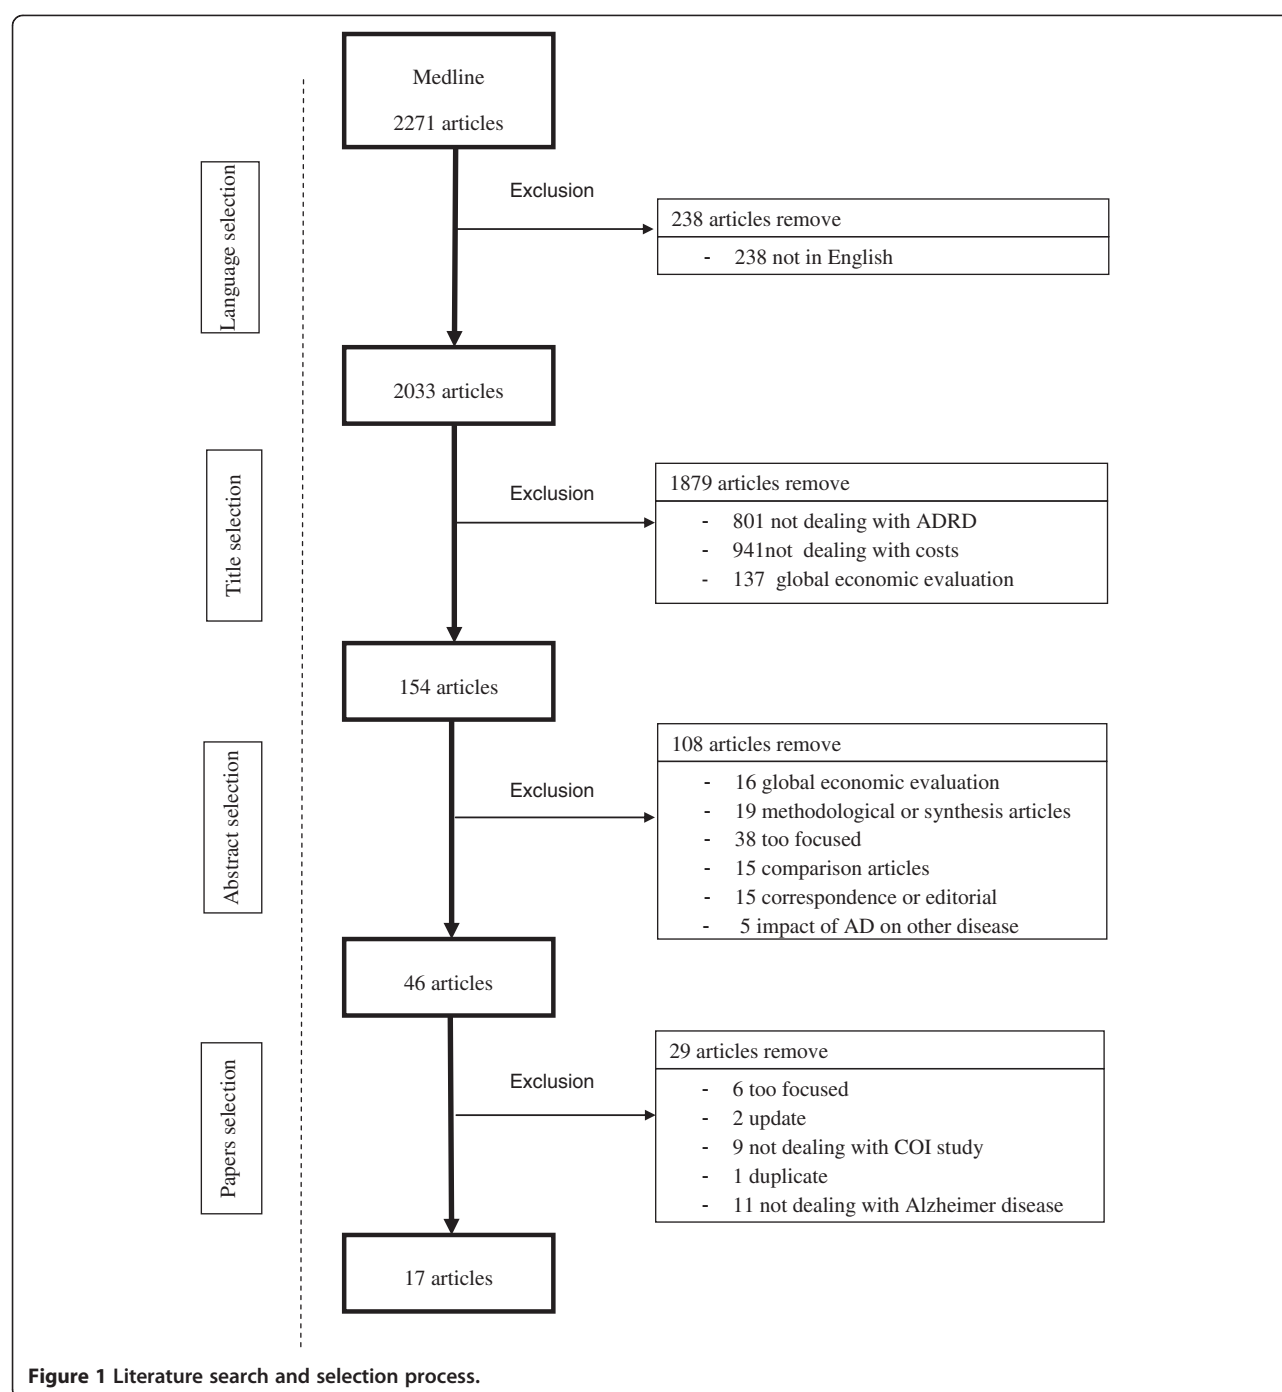 Medline
2271 articles
Language selection
Exclusion
238 articles remove
- 238 not in English
2033 articles
Title selection
Exclusion
1879 articles remove
- 801 not dealing with ADRD
- 941not dealing with costs
- 137 global economic evaluation
154 articles
Abstract selection
Exclusion
108 articles remove
- 16 global economic evaluation
- 19 methodological or synthesis articles
- 38 too focused
- 15 comparison articles
- 15 correspondence or editorial
- 5 impact of AD on other disease
46 articles
Papers selection
Exclusion
29 articles remove
- 6 too focused
- 2 update
- 9 not dealing with COI study
- 1 duplicate
- 11 not dealing with Alzheimer disease
17 articles
Figure 1 Literature search and selection process.